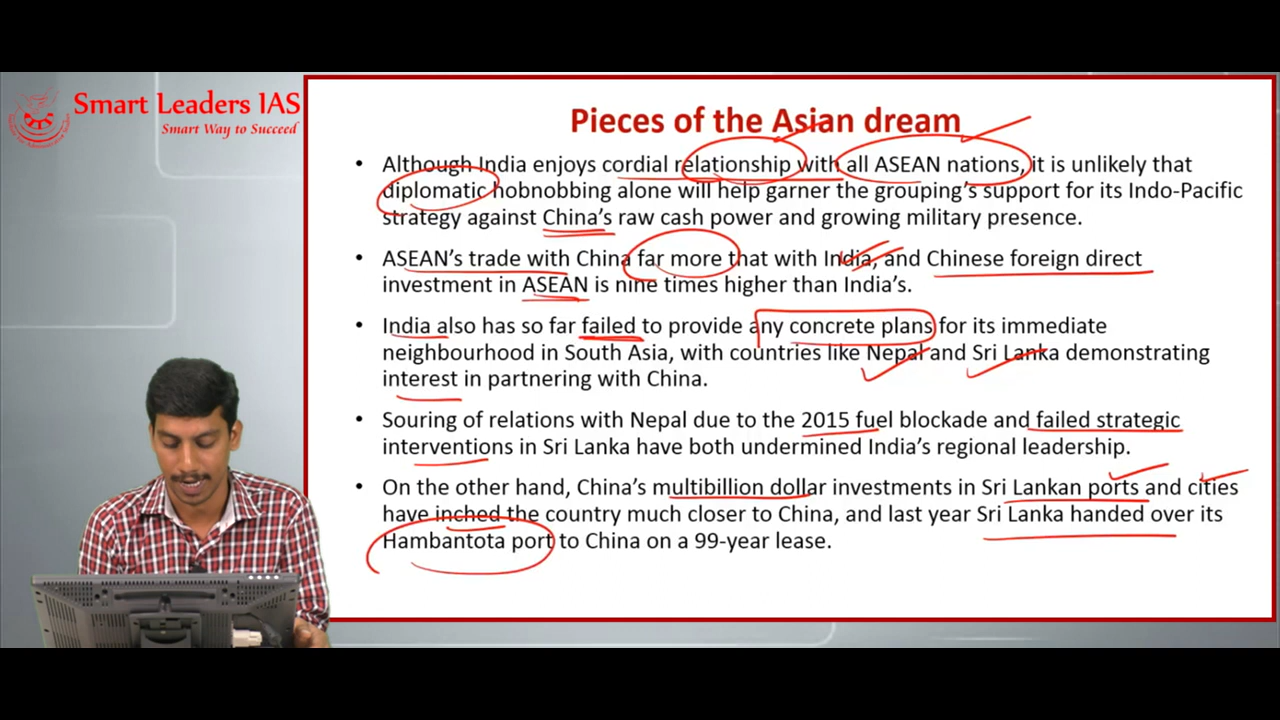 Smart Leaders IAS
Smart Way to Succeed
Pieces of the Asian dream
• Although India enjoys cordial relationship with all ASEAN nations, it is unlikely that
diplomatic hobnobbing alone will help garner the grouping's support for its Indo-Pacific
strategy against China's raw cash power and growing military presence.
• ASEAN's trade with China far more that with India, and Chinese foreign direct
investment in ASEAN is nine times higher than India's.
• India also has so far failed to provide any concrete plans for its immediate
neighbourhood in South Asia, with countries like Nepal and Sri Lanka demonstrating
interest in partnering with China.
• Souring of relations with Nepal due to the 2015 fuel blockade and failed strategic
interventions in Sri Lanka have both undermined India's regional leadership.
• On the other hand, China's multibillion dollar investments in Sri Lankan ports and cities
have inched the country much closer to China, and last year Sri Lanka handed over its
Hambantota port to China on a 99-year lease.